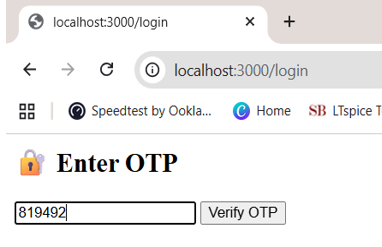 localhost:3000/login
localhost:3000/login
Speedtest by Ookla... Home SB LTspice T
Enter OTP
819492 Verify OTP